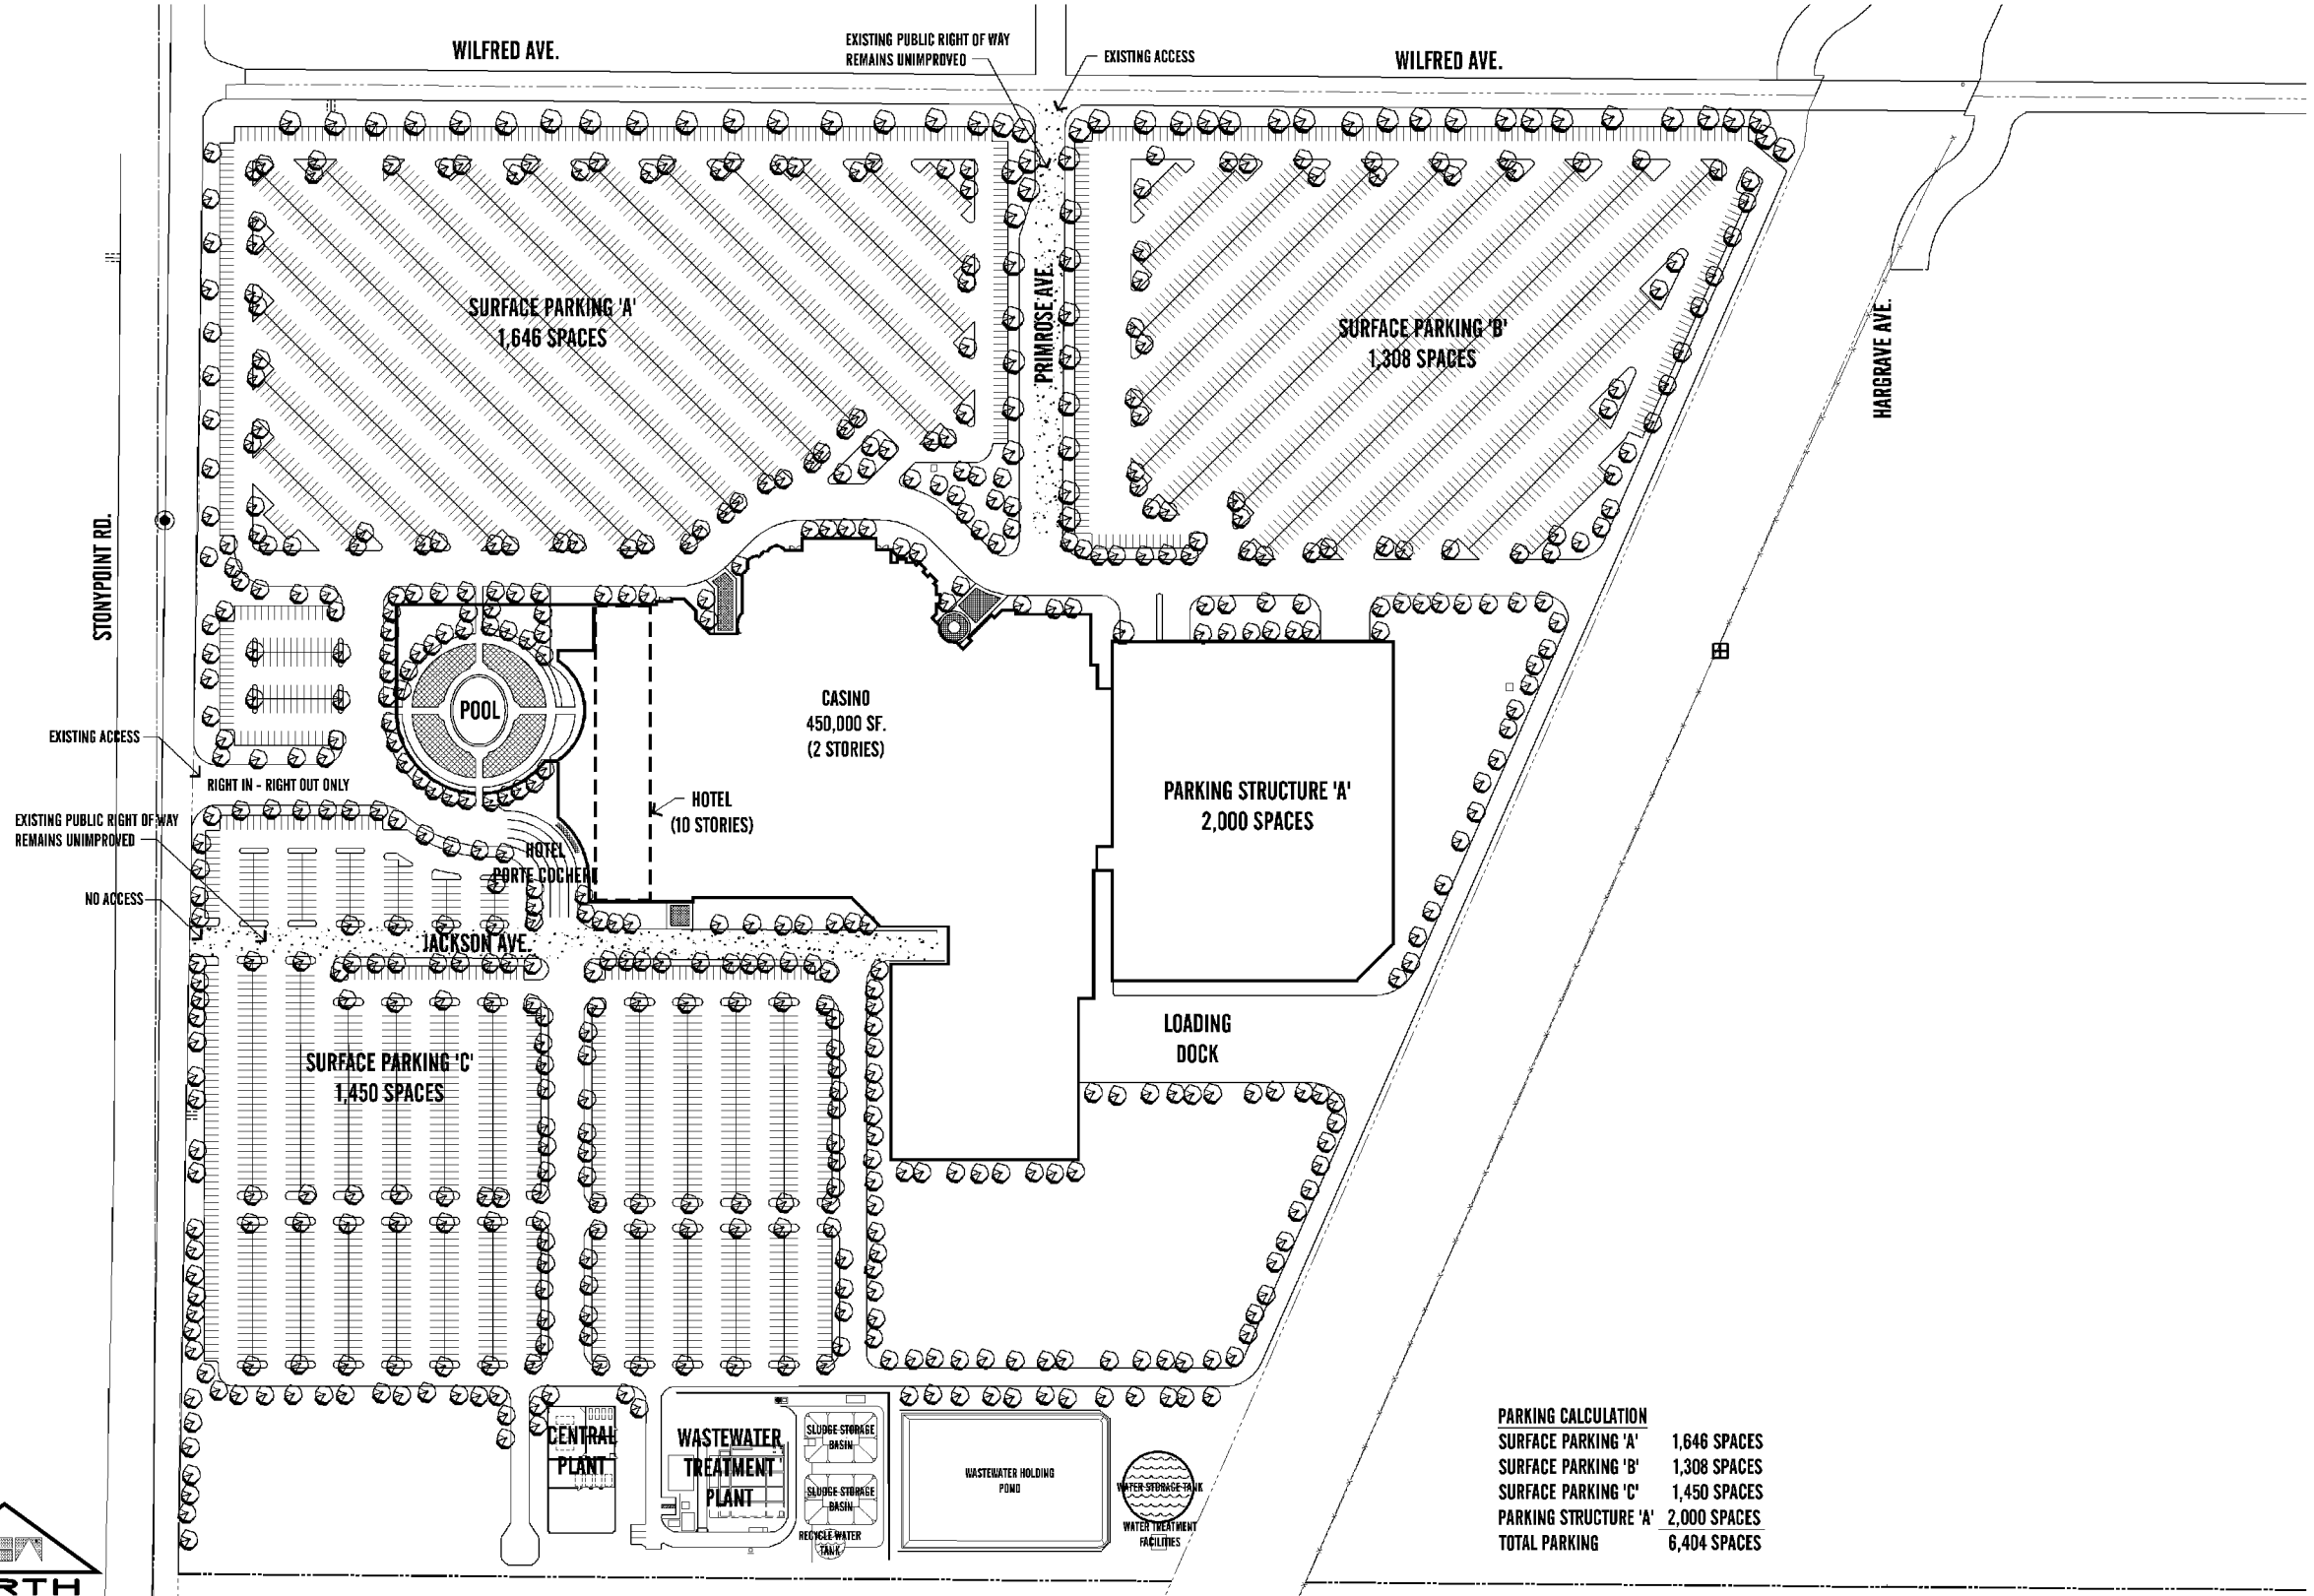 WILFRED AVE.
EXISTING PUBLIC RIGHT OF WAY
REMAINS UNIMPROVED
EXISTING ACCESS
WILFRED AVE.
SURFACE PARKING 'A'
1,646 SPACES
PRIMROSE AVE.
SURFACE PARKING 'B'
1,308 SPACES
HARGRAVE AVE.
STONYPOINT RD.
POOL
CASINO
450,000 SF.
(2 STORIES)
EXISTING ACCESS
RIGHT IN - RIGHT OUT ONLY
HOTEL
(10 STORIES)
PARKING STRUCTURE 'A'
2,000 SPACES
EXISTING PUBLIC RIGHT OF WAY
REMAINS UNIMPROVED
HOTEL
PORTE COCHERE
NO ACCESS
JACKSON AVE.
LOADING
DOCK
SURFACE PARKING 'C'
1,450 SPACES
CENTRAL
PLANT
WASTEWATER
TREATMENT
PLANT
SLUDGE STORAGE
BASIN
SLUDGE STORAGE
BASIN
RECYCLE WATER
TANK
WASTEWATER HOLDING
POND
WATER STORAGE TANK
WATER TREATMENT
FACILITIES
PARKING CALCULATION
SURFACE PARKING 'A' 1,646 SPACES
SURFACE PARKING 'B' 1,308 SPACES
SURFACE PARKING 'C' 1,450 SPACES
PARKING STRUCTURE 'A' 2,000 SPACES
TOTAL PARKING 6,404 SPACES
RTH